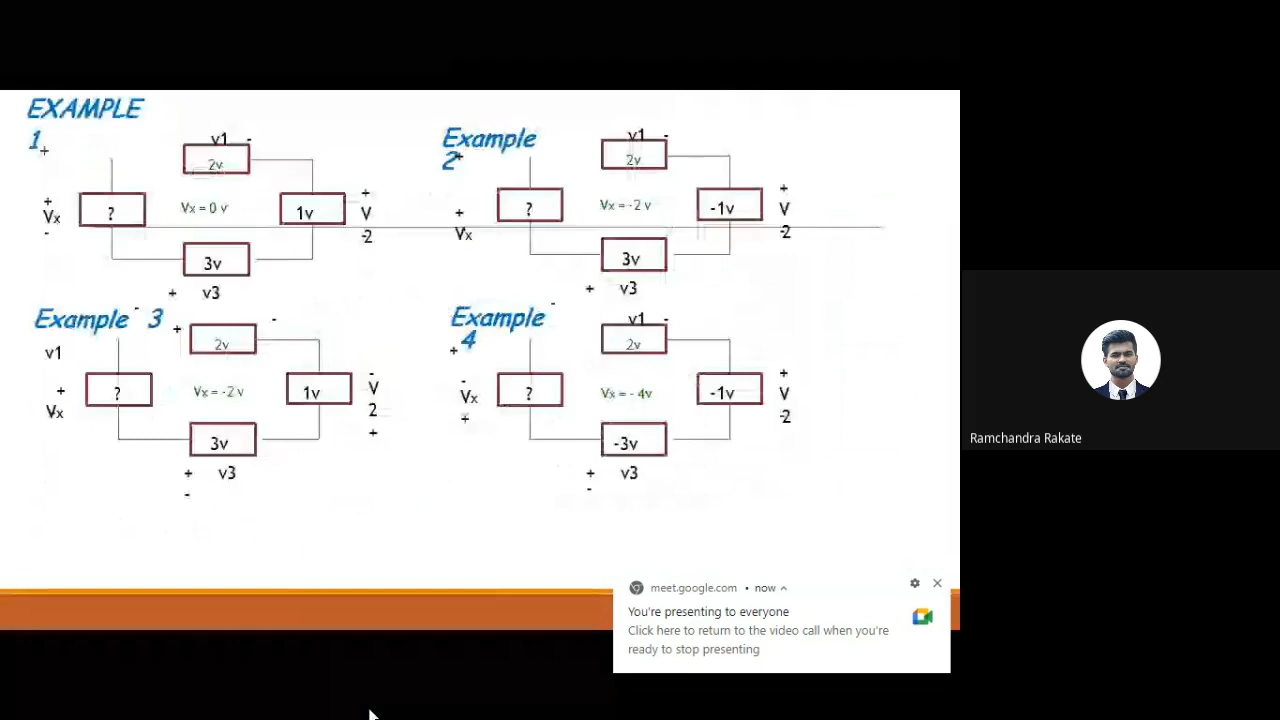 EXAMPLE
1
+
v1 -
2v
+
Vx
-
?
Vx = 0 v
1v
+
V
-2
3v
+ v3
-
Example
2
+
v1 -
2v
+
Vx
?
Vx = -2 v
-1v
+
V
-2
3v
+ v3
-
Example 3
+
-
2v
v1
+
Vx
?
Vx = -2 v
1v
-
V
2
+
3v
+ v3
-
Example
4
+
v1 -
2v
-
Vx
+
?
Vx = - 4v
-1v
+
V
-2
-3v
+ v3
-
Ramchandra Rakate
meet.google.com • now
You're presenting to everyone
Click here to return to the video call when you're
ready to stop presenting